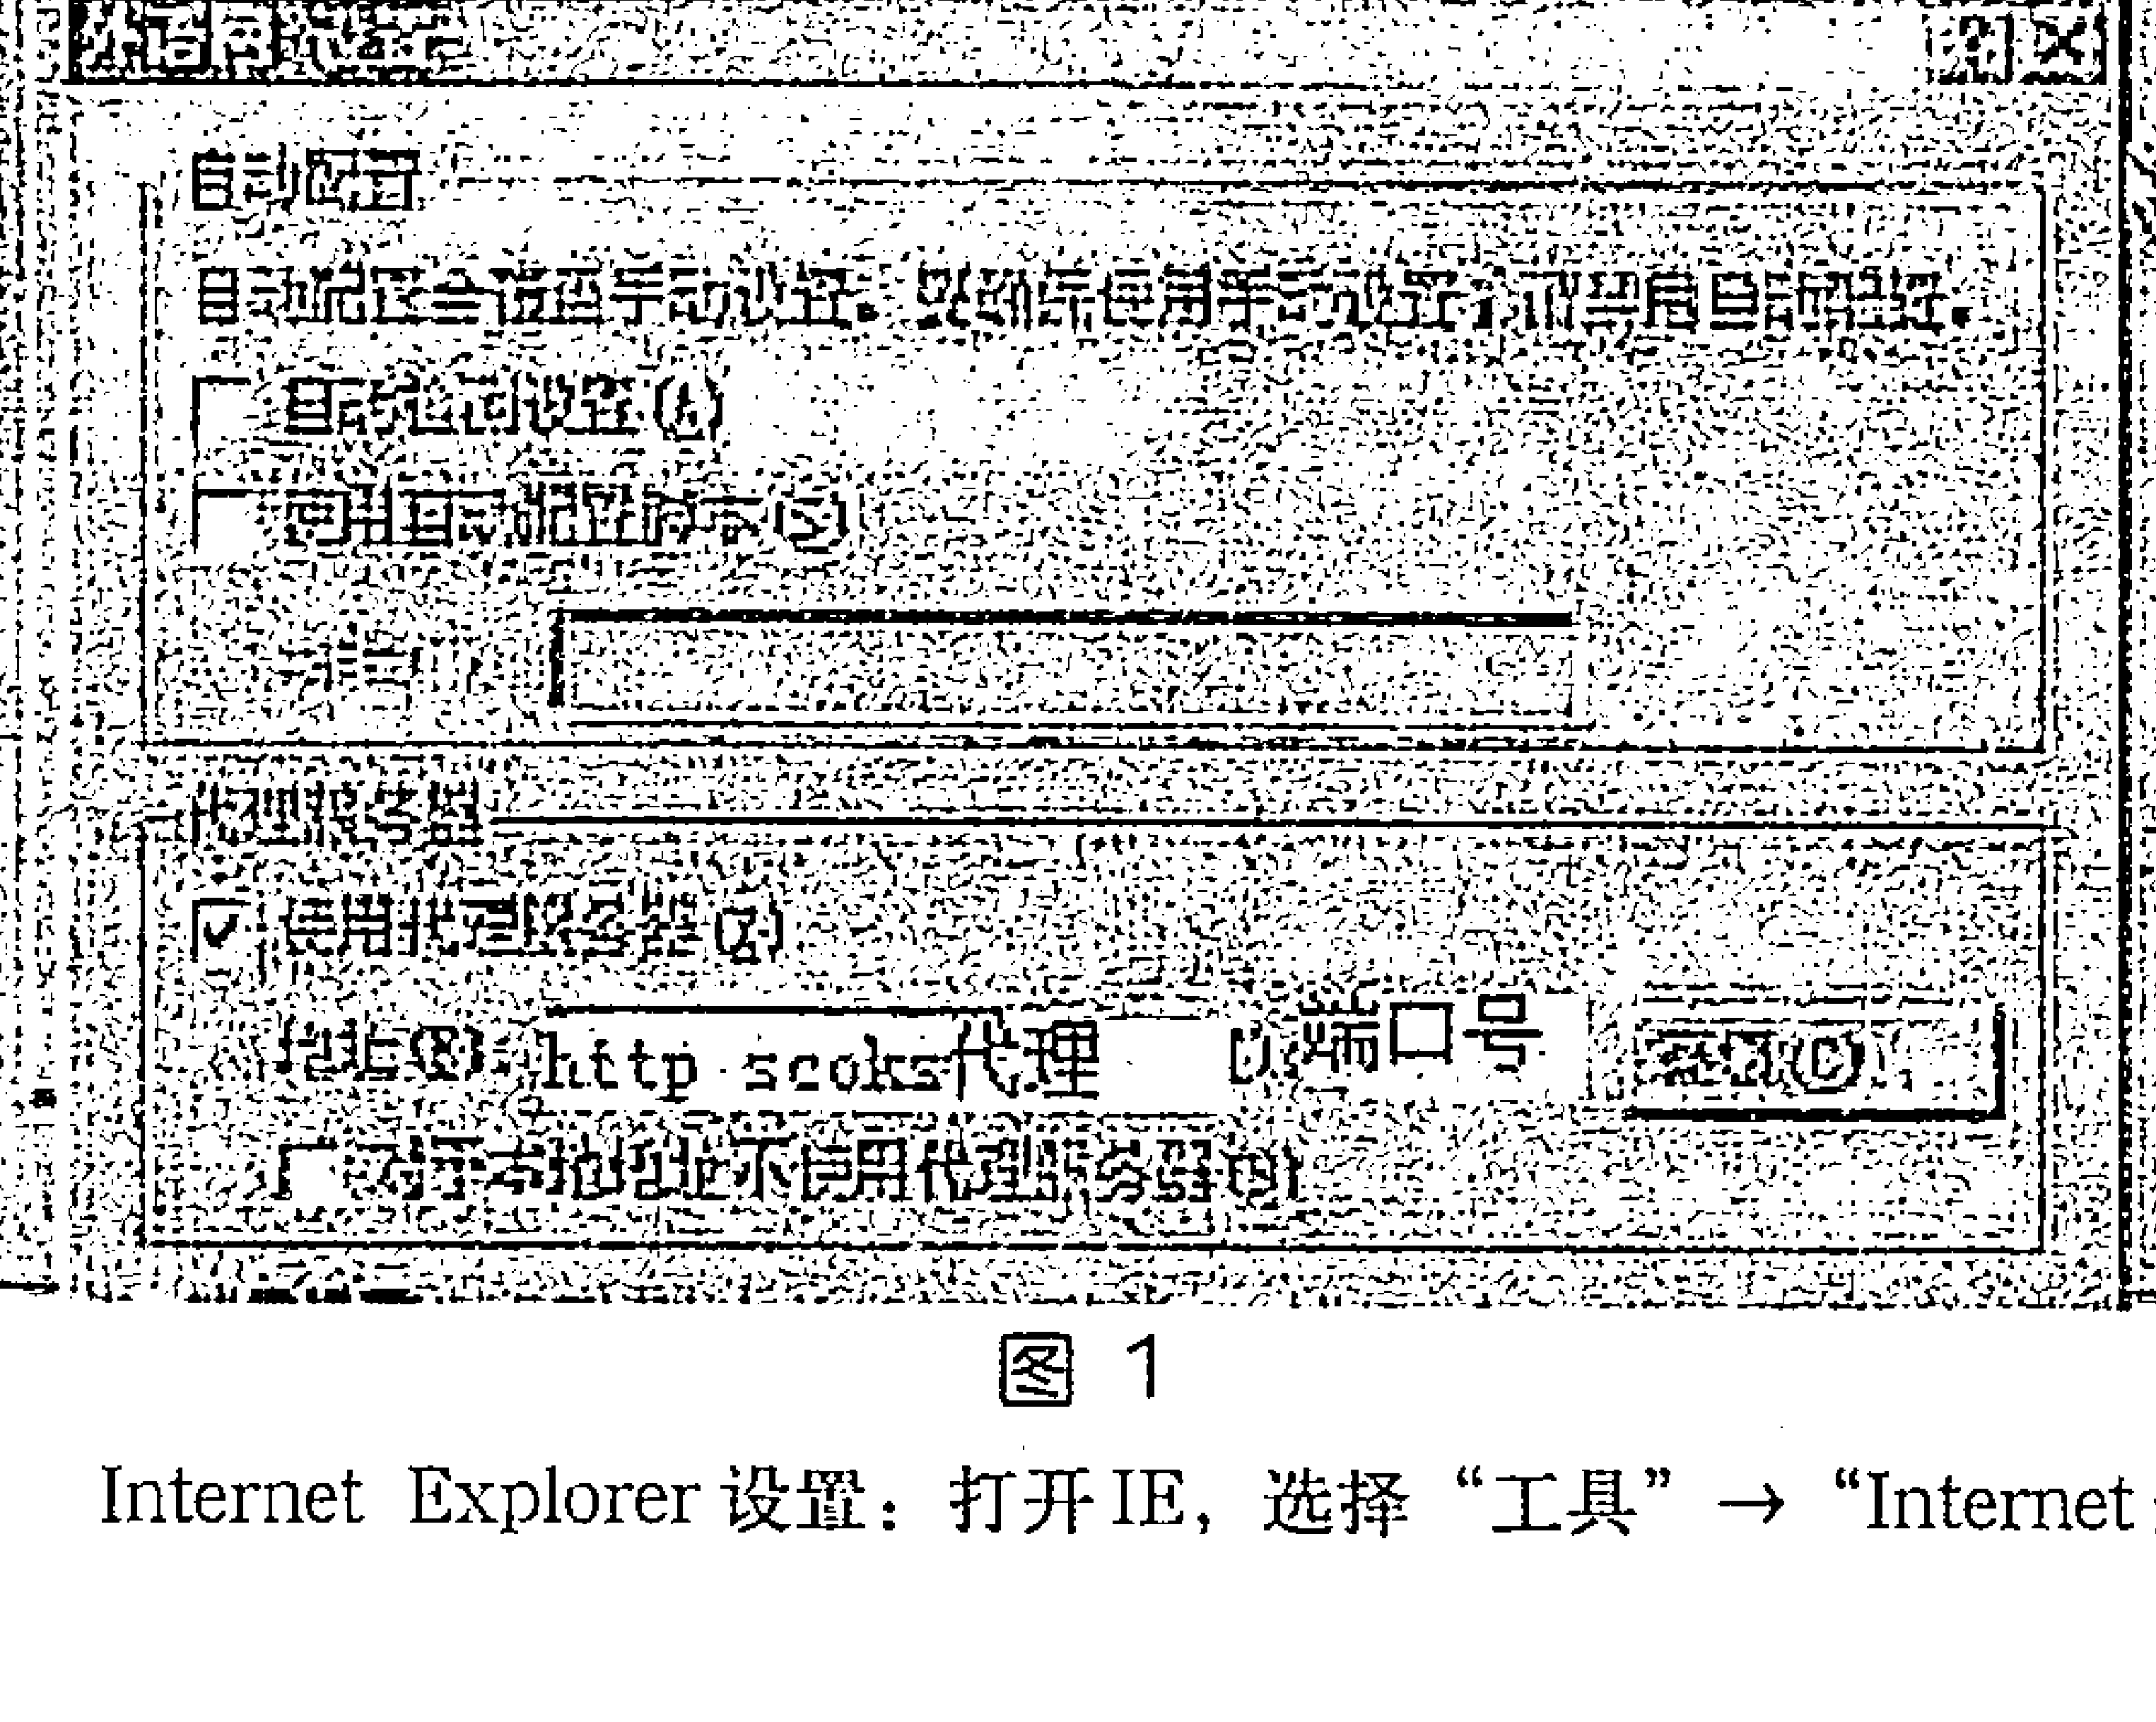 自动配置
自动配置会覆盖手动设置。要确保使用手动设置，请禁用自动配置。
自动检测设置(A)
使用自动配置脚本(S)
代理服务器
使用代理服务器(X)
地址(R) http scoks代理 端口号 高级(C)
对于本地地址不使用代理服务器(B)
图 1
Internet Explorer 设置：打开 IE，选择“工具”→“Internet